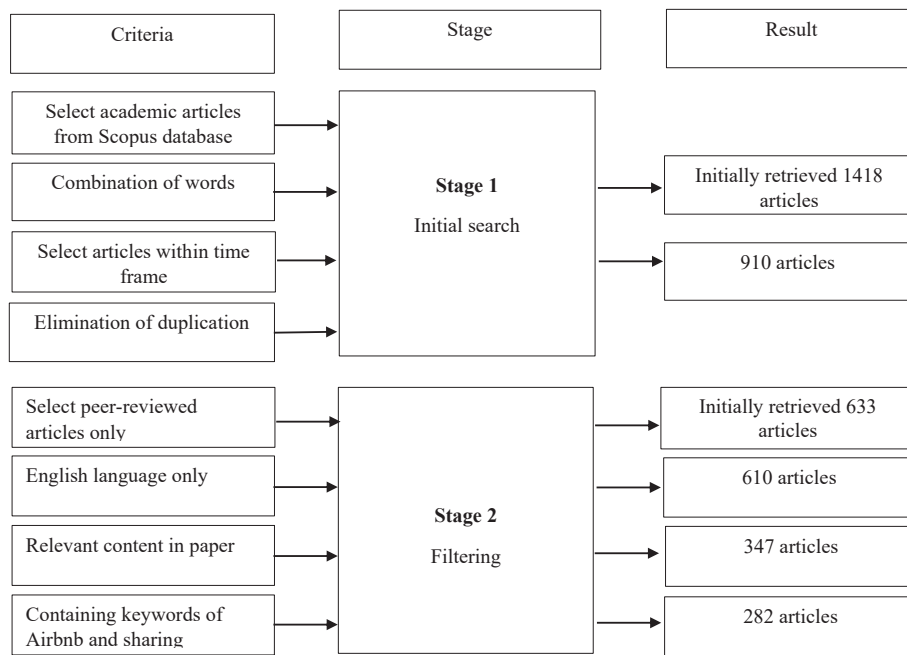 Criteria
Stage
Result
Select academic articles
from Scopus database
Combination of words
Select articles within time
frame
Elimination of duplication
Stage 1
Initial search
Initially retrieved 1418
articles
910 articles
Select peer-reviewed
articles only
English language only
Relevant content in paper
Containing keywords of
Airbnb and sharing
Stage 2
Filtering
Initially retrieved 633
articles
610 articles
347 articles
282 articles